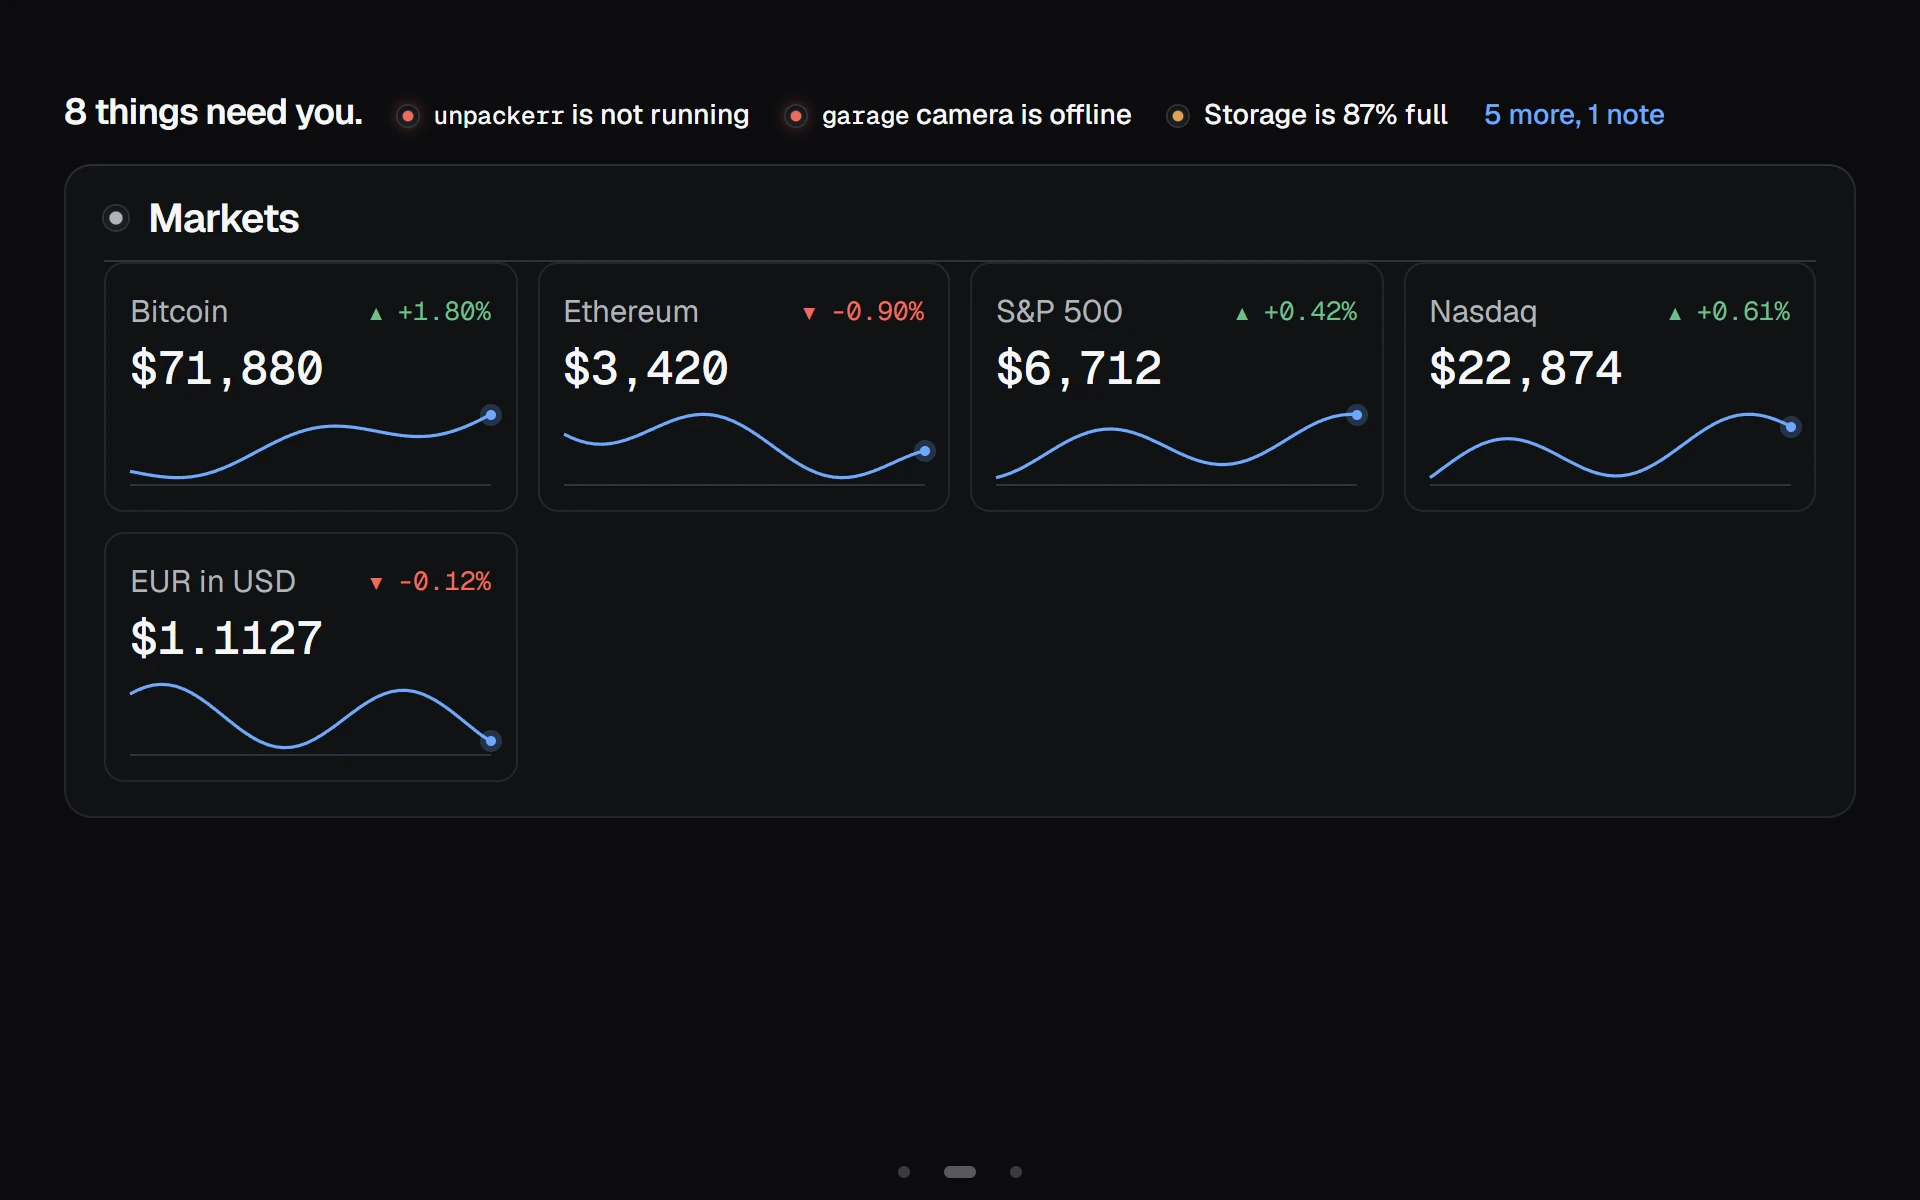 8 things need you. unpackerr is not running garage camera is offline Storage is 87% full 5 more, 1 note
Markets
Bitcoin ▲ +1.80%
$71,880
Ethereum ▼ -0.90%
$3,420
S&P 500 ▲ +0.42%
$6,712
Nasdaq ▲ +0.61%
$22,874
EUR in USD ▼ -0.12%
$1.1127